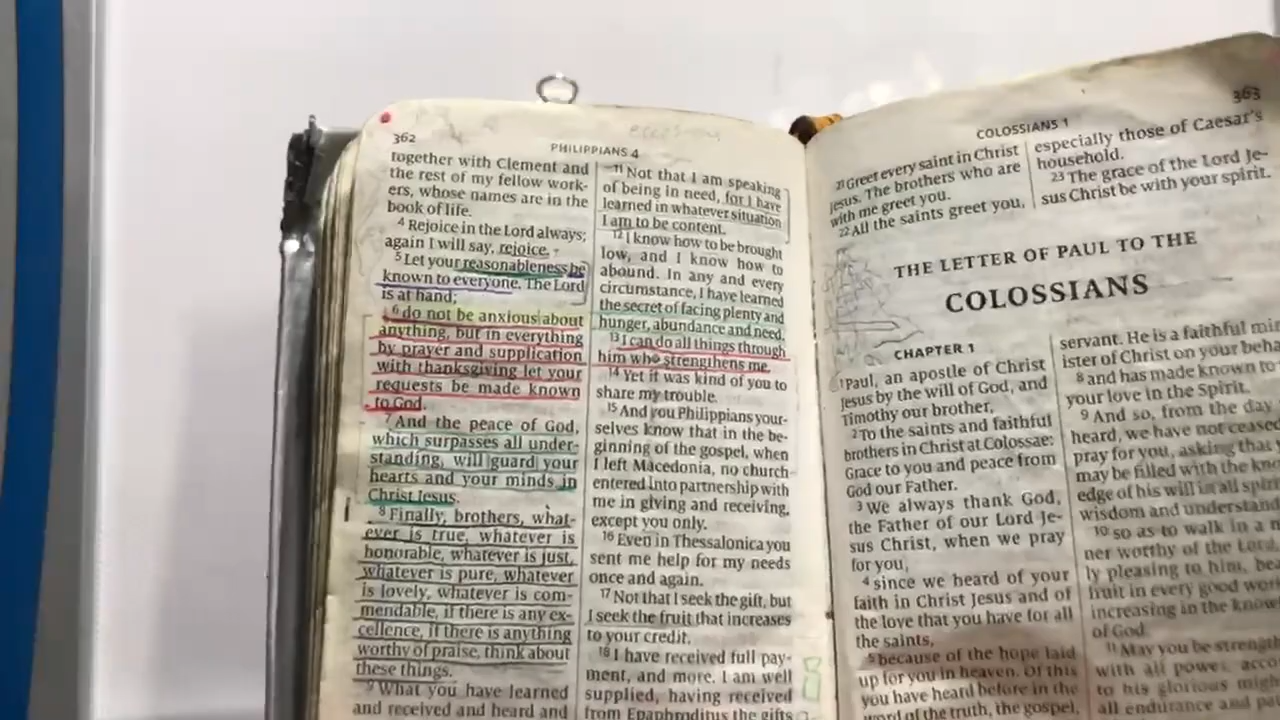 362
PHILIPPIANS 4
together with Clement and
the rest of my fellow work-
ers, whose names are in the
book of life.
4 Rejoice in the Lord always;
again I will say, rejoice.
5 Let your reasonableness be
known to everyone. The Lord
is at hand;
6 do not be anxious about
anything, but in everything
by prayer and supplication
with thanksgiving let your
requests be made known
to God.
7 And the peace of God,
which surpasses all under-
standing, will guard your
hearts and your minds in
Christ Jesus.
8 Finally, brothers, what-
ever is true, whatever is
honorable, whatever is just,
whatever is pure, whatever
is lovely, whatever is com-
mendable, if there is any ex-
cellence, if there is anything
worthy of praise, think about
these things.
9 What you have learned
and received and heard and
11 Not that I am speaking
of being in need, for I have
learned in whatever situation
I am to be content.
12 I know how to be brought
low, and I know how to
abound. In any and every
circumstance, I have learned
the secret of facing plenty and
hunger, abundance and need.
13 I can do all things through
him who strengthens me.
14 Yet it was kind of you to
share my trouble.
15 And you Philippians your-
selves know that in the be-
ginning of the gospel, when
I left Macedonia, no church
entered into partnership with
me in giving and receiving,
except you only.
16 Even in Thessalonica you
sent me help for my needs
once and again.
17 Not that I seek the gift, but
I seek the fruit that increases
to your credit.
18 I have received full pay-
ment, and more. I am well
supplied, having received
from Epaphroditus the gifts
COLOSSIANS 1
363
21 Greet every saint in Christ
Jesus. The brothers who are
with me greet you.
22 All the saints greet you,
especially those of Caesar's
household.
23 The grace of the Lord Je-
sus Christ be with your spirit.
THE LETTER OF PAUL TO THE
COLOSSIANS
CHAPTER 1
1 Paul, an apostle of Christ
Jesus by the will of God, and
Timothy our brother,
2 To the saints and faithful
brothers in Christ at Colossae:
Grace to you and peace from
God our Father.
3 We always thank God,
the Father of our Lord Je-
sus Christ, when we pray
for you,
4 since we heard of your
faith in Christ Jesus and of
the love that you have for all
the saints,
5 because of the hope laid
up for you in heaven. Of this
you have heard before in the
word of the truth, the gospel,
servant. He is a faithful min
ister of Christ on your beha
8 and has made known to
your love in the Spirit.
9 And so, from the day
heard, we have not ceased
pray for you, asking that
may be filled with the kno
edge of his will in all spiri
wisdom and understand
10 so as to walk in a m
ner worthy of the Lord,
ly pleasing to him, bea
fruit in every good wor
increasing in the know
of God.
11 May you be strength
with all power, acco
to his glorious migh
all endurance and pa